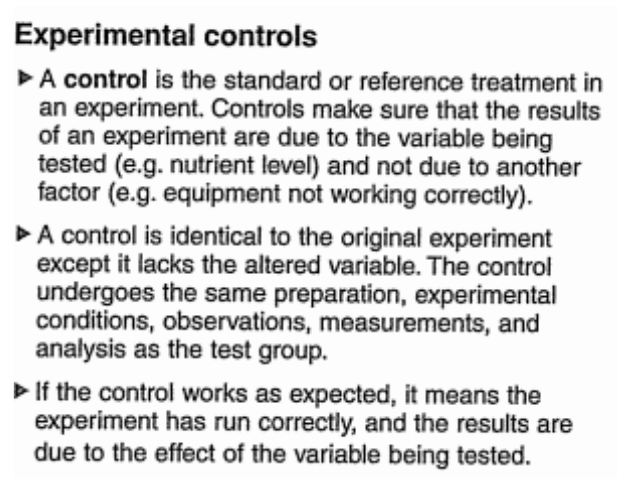 Experimental controls
▶ A control is the standard or reference treatment in
an experiment. Controls make sure that the results
of an experiment are due to the variable being
tested (e.g. nutrient level) and not due to another
factor (e.g. equipment not working correctly).
▶ A control is identical to the original experiment
except it lacks the altered variable. The control
undergoes the same preparation, experimental
conditions, observations, measurements, and
analysis as the test group.
▶ If the control works as expected, it means the
experiment has run correctly, and the results are
due to the effect of the variable being tested.